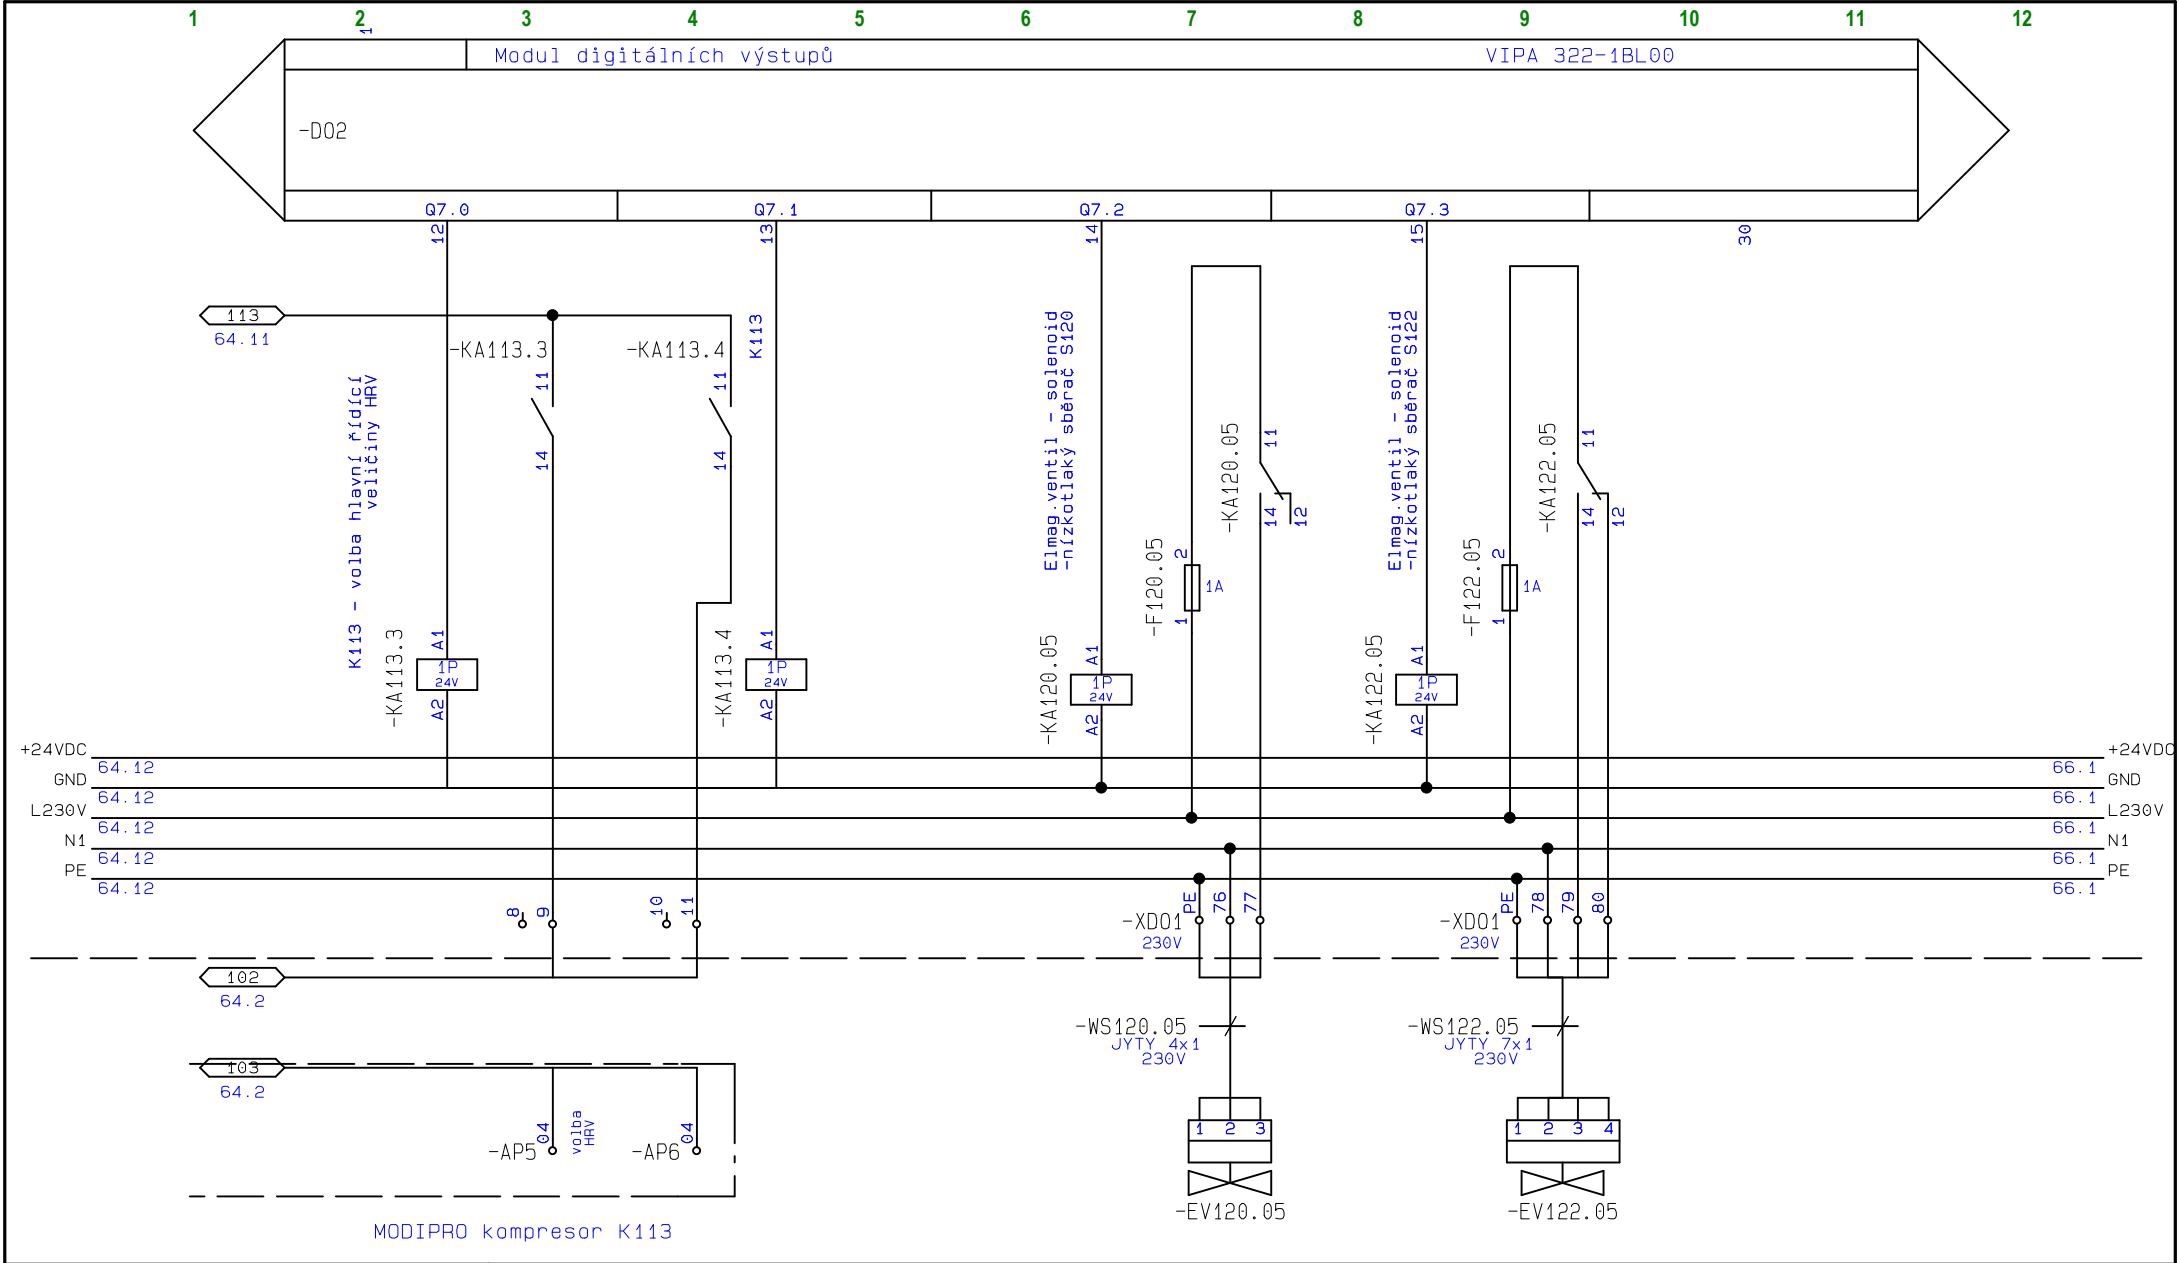 1 2 3 4 5 6 7 8 9 10 11 12
1
Modul digitálních výstupů VIPA 322-1BL00
-DO2
Q7.0 Q7.1 Q7.2 Q7.3
12 13 14 15 30
113
64.11
K113 - volba hlavní řídící
veličiny HRV
-KA113.3
11
14
-KA113.4
11
14
K113
-KA113.3
A1
1P
24V
A2
-KA113.4
A1
1P
24V
A2
Elmag.ventil - solenoid
-nízkotlaký sběrač S120
-KA120.05
A1
1P
24V
A2
-F120.05
2
1A
1
-KA120.05
11
14
12
Elmag.ventil - solenoid
-nízkotlaký sběrač S122
-KA122.05
A1
1P
24V
A2
-F122.05
2
1A
1
-KA122.05
11
14
12
+24VDC 64.12 66.1 +24VDC
GND 64.12 66.1 GND
L230V 64.12 66.1 L230V
N1 64.12 66.1 N1
PE 64.12 66.1 PE
8 9 10 11
-XDO1 PE 76 77
230V
-XDO1 PE 78 79 80
230V
102
64.2
-WS120.05
JYTY 4x1
230V
-WS122.05
JYTY 7x1
230V
103
64.2
-AP5 04
volba
HRV
-AP6 04
1 2 3
-EV120.05
1 2 3 4
-EV122.05
MODIPRO kompresor K113